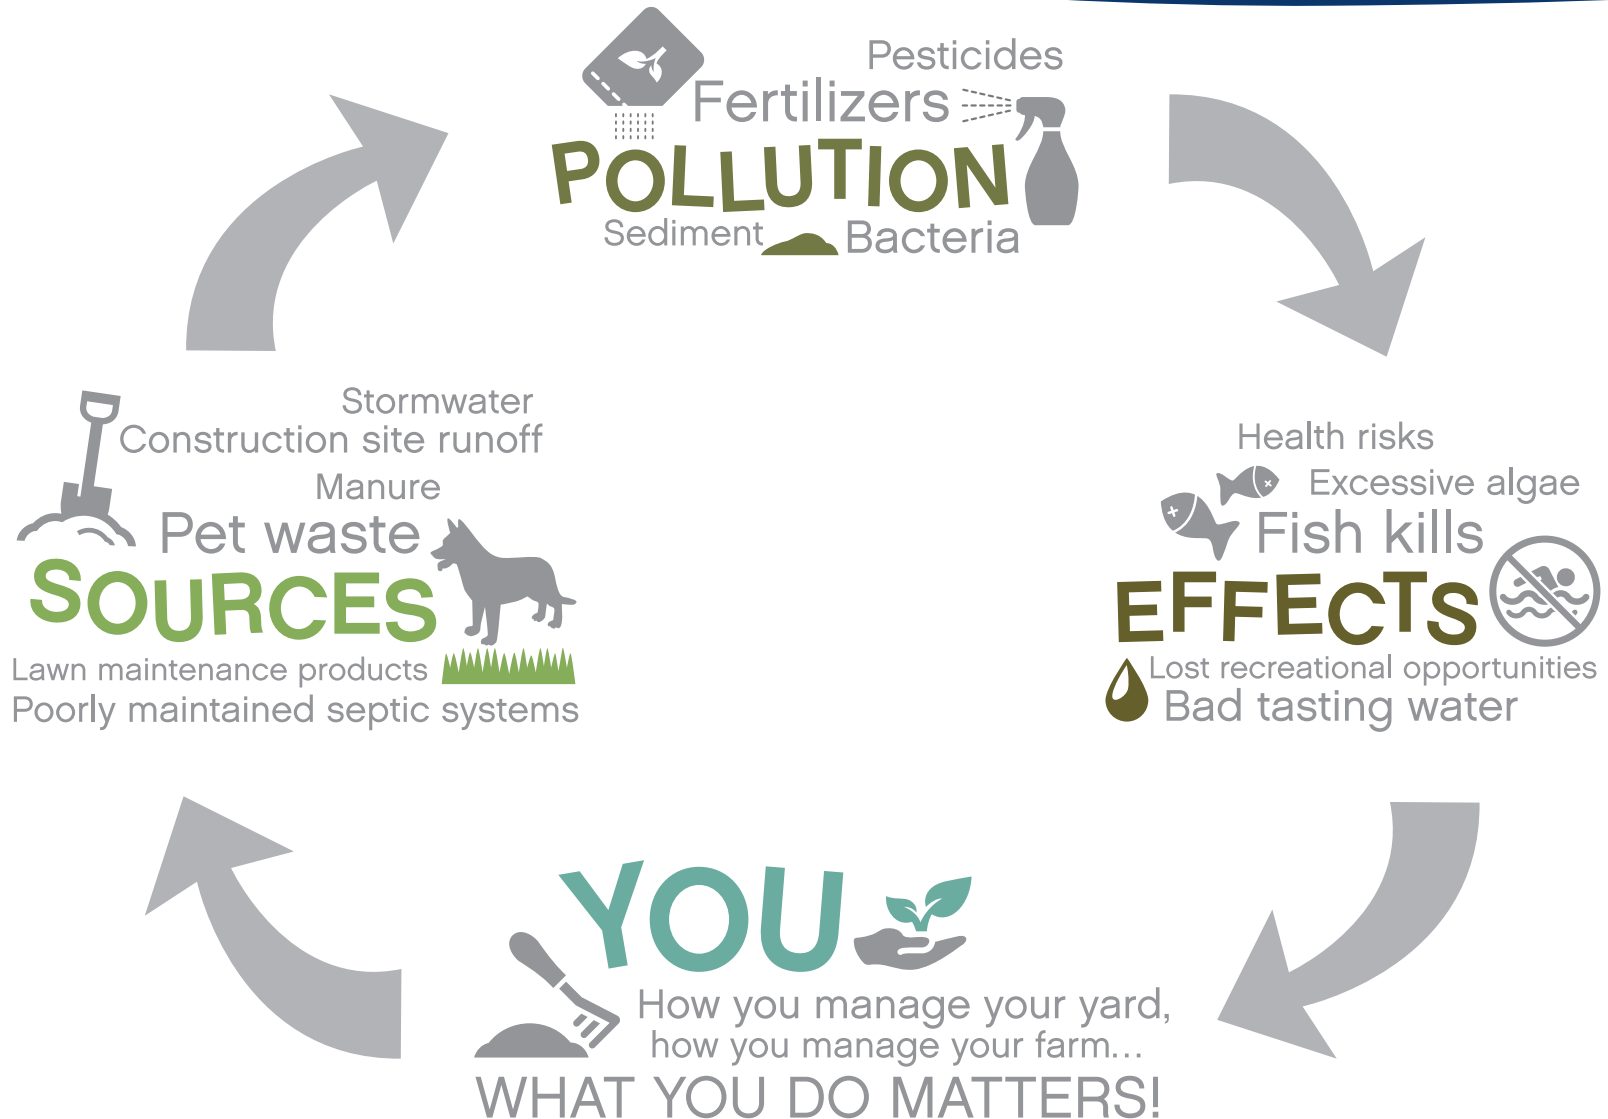 Pesticides
Fertilizers
POLLUTION
Sediment Bacteria
Stormwater
Construction site runoff
Manure
Pet waste
SOURCES
Lawn maintenance products
Poorly maintained septic systems
Health risks
Excessive algae
Fish kills
EFFECTS
Lost recreational opportunities
Bad tasting water
YOU
How you manage your yard,
how you manage your farm...
WHAT YOU DO MATTERS!